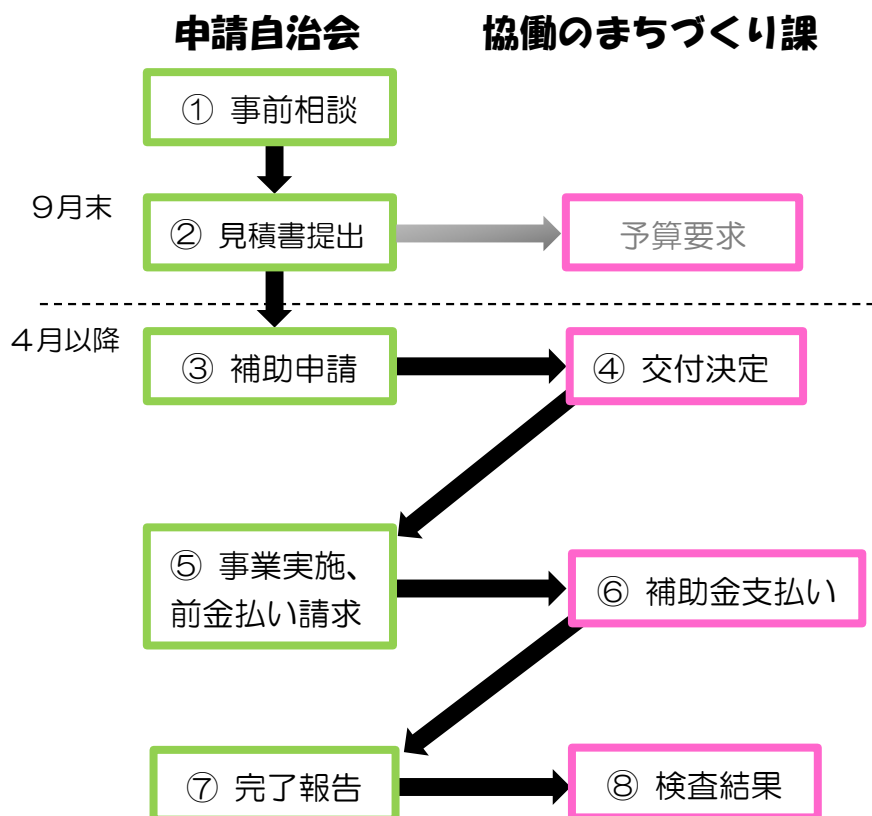 申請自治会
協働のまちづくり課
① 事前相談
９月末
② 見積書提出
予算要求
４月以降
③ 補助申請
④ 交付決定
⑤ 事業実施、
前金払い請求
⑥ 補助金支払い
⑦ 完了報告
⑧ 検査結果